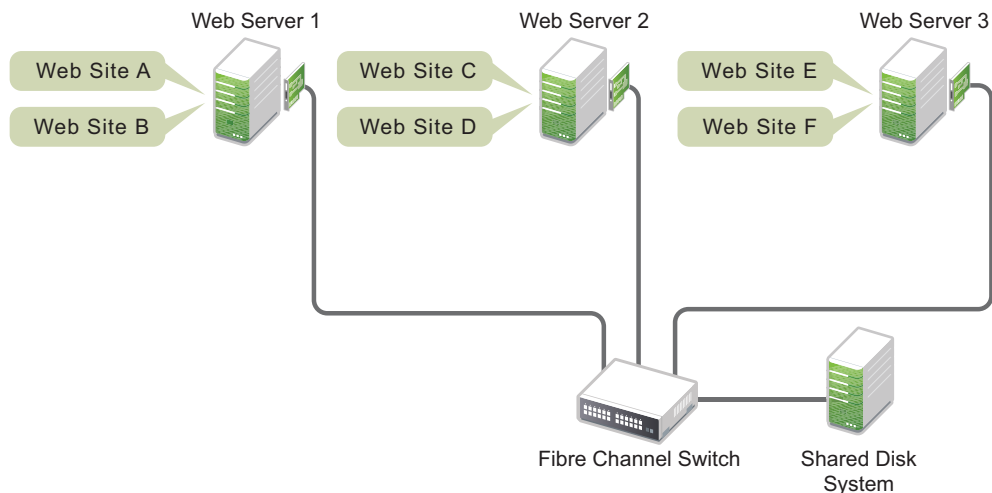 Web Server 1
Web Server 2
Web Server 3
Web Site A
Web Site C
Web Site E
Web Site B
Web Site D
Web Site F
Fibre Channel Switch
Shared Disk
System